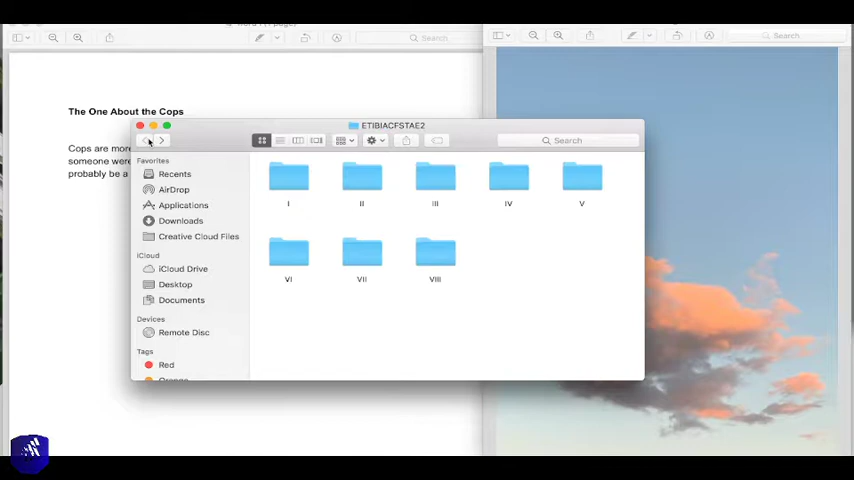 Search
Search
The One About the Cops
Cops are more
someone were
probably be a
ETIBIACFSTAE2
Search
Favorites
Recents
AirDrop
Applications
Downloads
Creative Cloud Files
iCloud
iCloud Drive
Desktop
Documents
Devices
Remote Disc
Tags
Red
Orange
I
II
III
IV
V
VI
VII
VIII